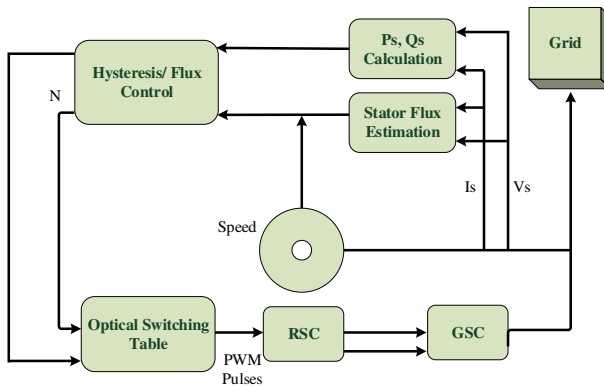 Ps, Qs
Calculation
Grid
Hysteresis/ Flux
Control
N
Stator Flux
Estimation
Is
Vs
Speed
Optical Switching
Table
RSC
GSC
PWM
Pulses